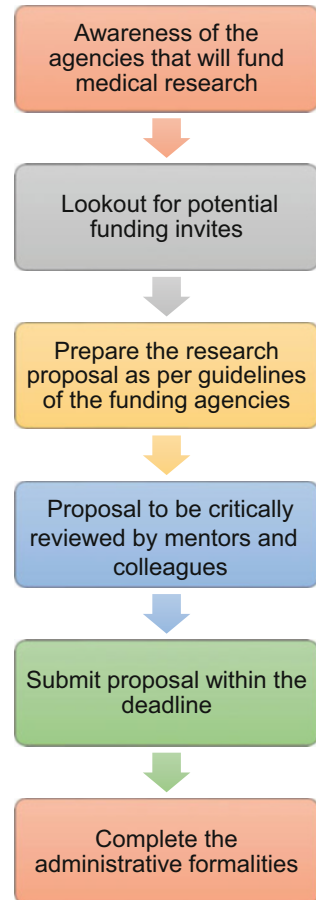 Awareness of the
agencies that will fund
medical research
Lookout for potential
funding invites
Prepare the research
proposal as per guidelines
of the funding agencies
Proposal to be critically
reviewed by mentors and
colleagues
Submit proposal within the
deadline
Complete the
administrative formalities